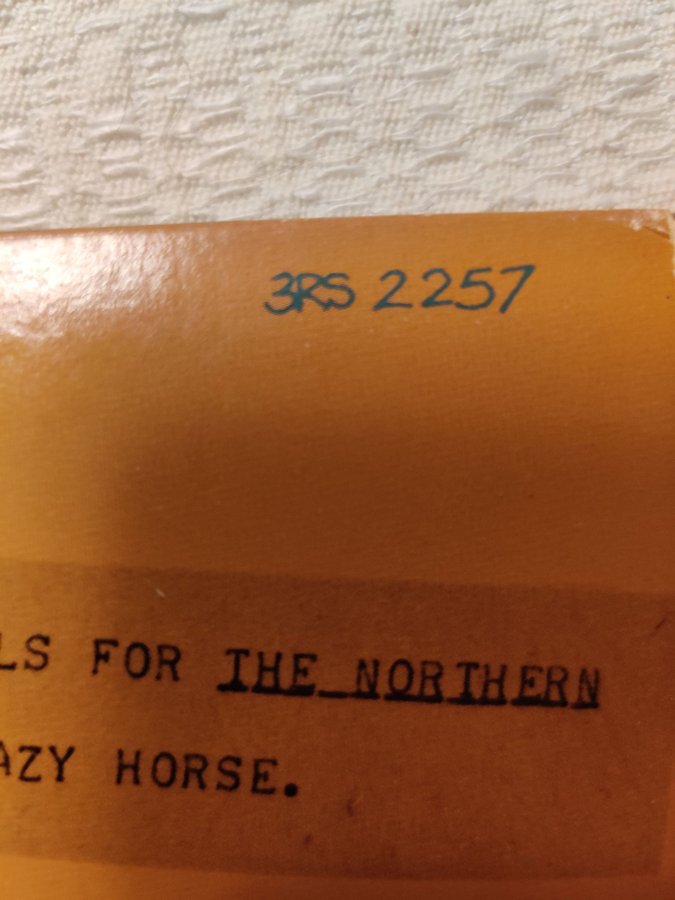 3RS 2257
LS FOR THE NORTHERN
AZY HORSE.